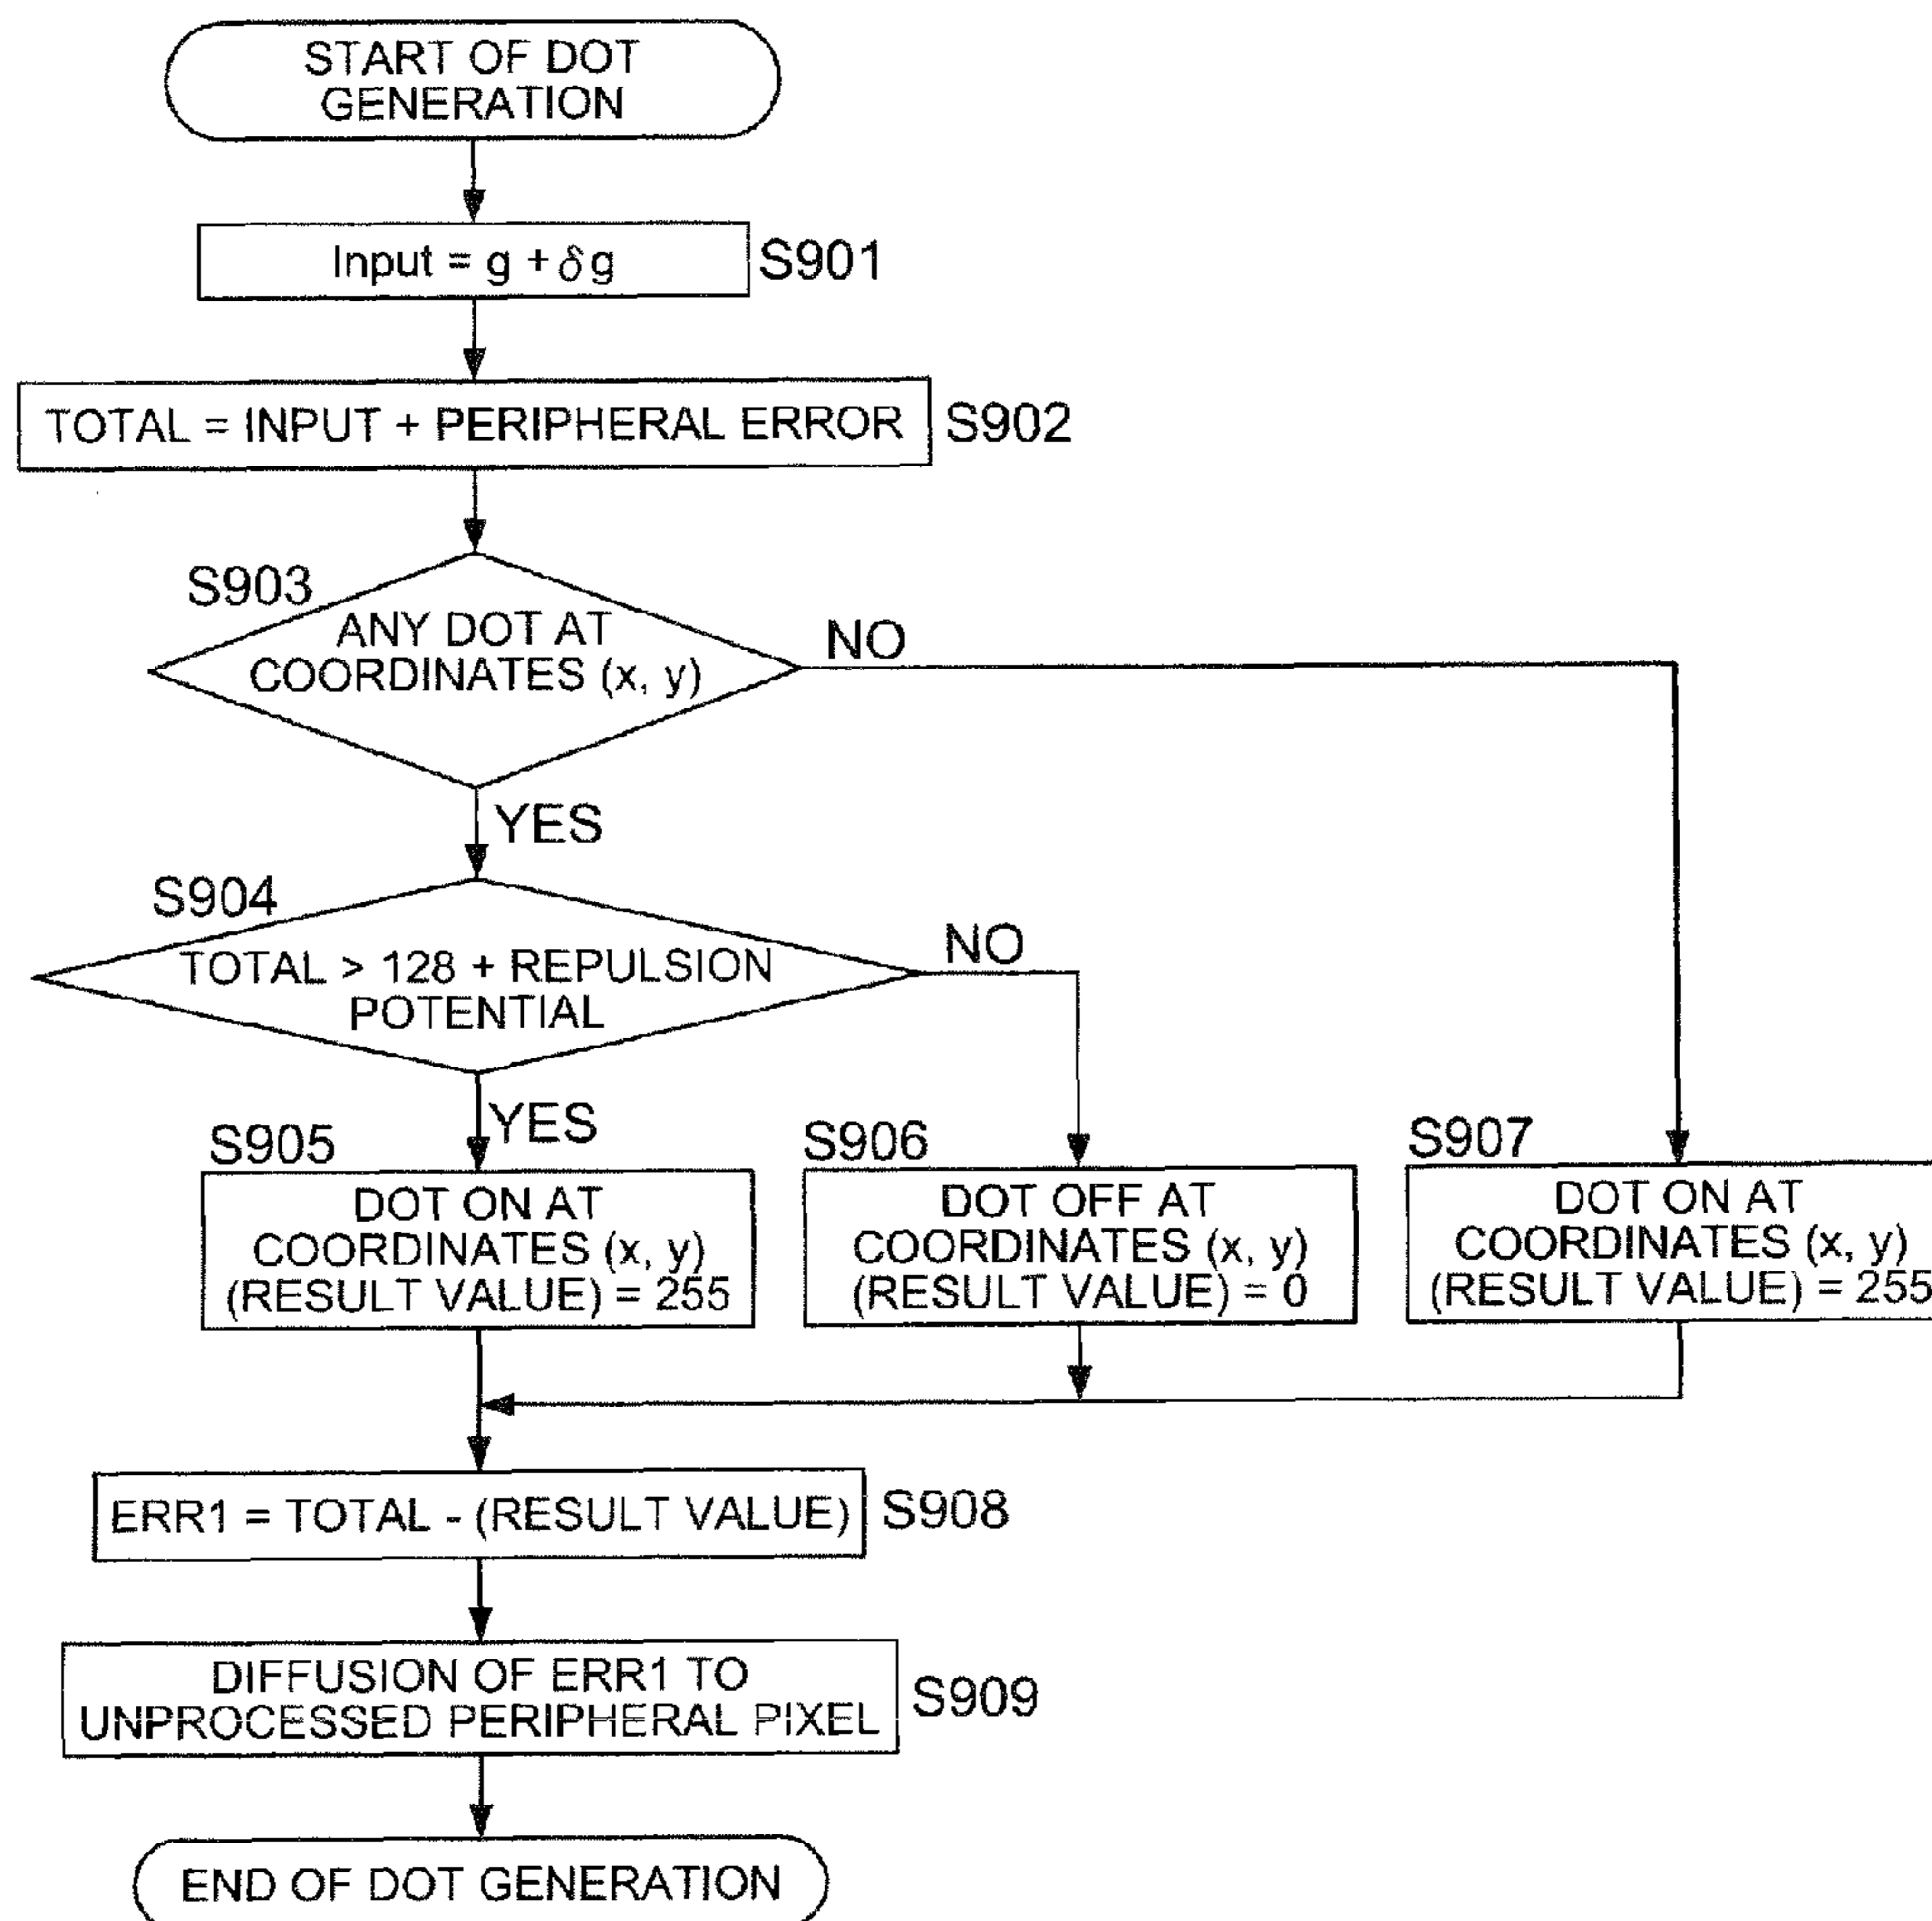 START OF DOT
GENERATION
Input = g + δg
S901
TOTAL = INPUT + PERIPHERAL ERROR
S902
S903
ANY DOT AT
COORDINATES (x, y)
NO
YES
S904
TOTAL > 128 + REPULSION
POTENTIAL
NO
YES
S905
DOT ON AT
COORDINATES (x, y)
(RESULT VALUE) = 255
S906
DOT OFF AT
COORDINATES (x, y)
(RESULT VALUE) = 0
S907
DOT ON AT
COORDINATES (x, y)
(RESULT VALUE) = 255
ERR1 = TOTAL - (RESULT VALUE)
S908
DIFFUSION OF ERR1 TO
UNPROCESSED PERIPHERAL PIXEL
S909
END OF DOT GENERATION